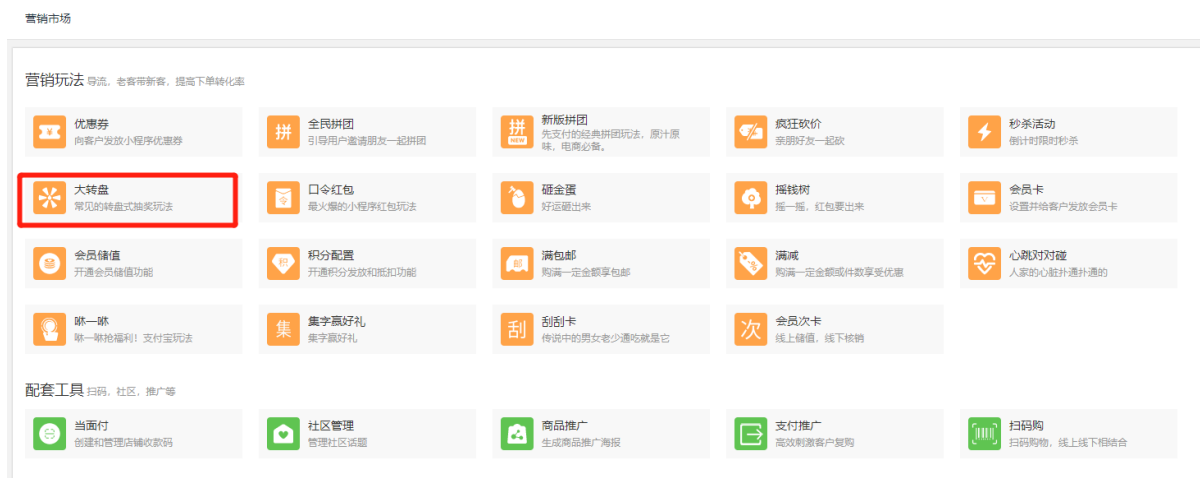 营销市场
营销玩法 导流，老客带新客，提高下单转化率
优惠券
向客户发放小程序优惠券
全民拼团
引导用户邀请朋友一起拼团
新版拼团
先支付的经典拼团玩法，原汁原
味，电商必备。
疯狂砍价
亲朋好友一起砍
秒杀活动
倒计时限时秒杀
拼
拼
NEW
大转盘
常见的转盘式抽奖玩法
口令红包
最火爆的小程序红包玩法
砸金蛋
好运砸出来
摇钱树
摇一摇，红包要出来
会员卡
设置并给客户发放会员卡
会员储值
开通会员储值功能
积分配置
开通积分发放和抵扣功能
满包邮
购满一定金额享包邮
满减
购满一定金额或件数享受优惠
心跳对对碰
人家的心脏扑通扑通的
积
邮
咻一咻
咻一咻抢福利！支付宝玩法
集
集字赢好礼
集字赢好礼
刮
刮刮卡
传说中的男女老少通吃就是它
次
会员次卡
线上储值，线下核销
配套工具 扫码，社区，推广等
当面付
创建和管理店铺收款码
社区管理
管理社区话题
商品推广
生成商品推广海报
支付推广
高效刺激客户复购
扫码购
扫码购物，线上线下相结合